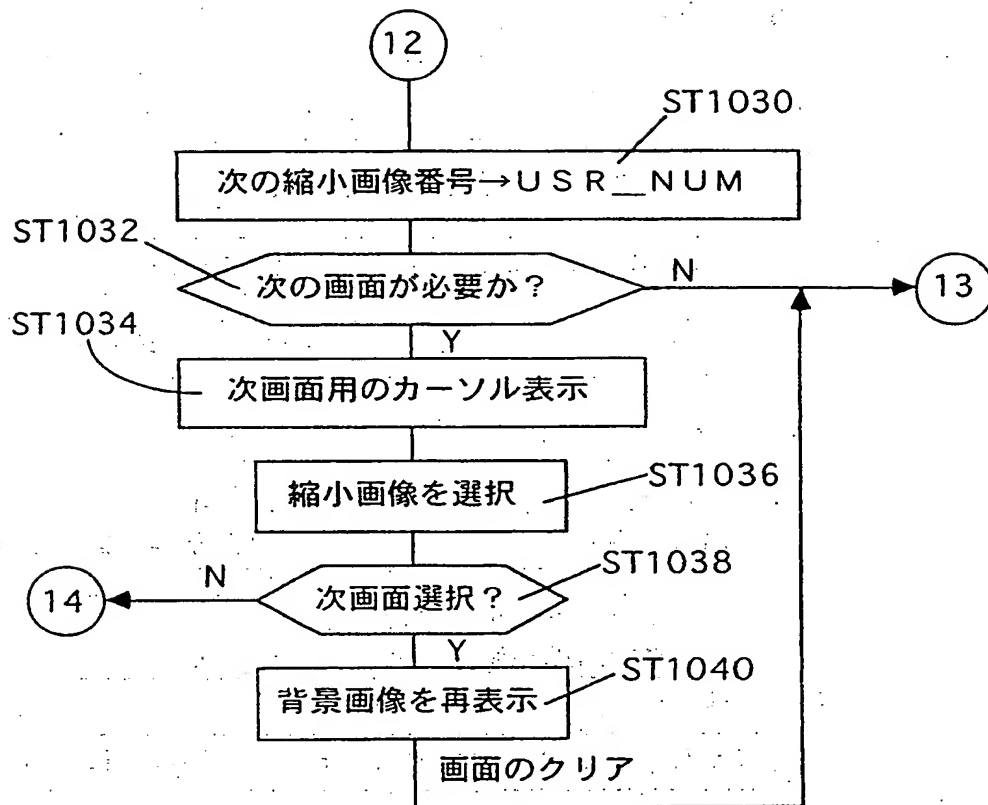 12
ST1030
次の縮小画像番号→USR__NUM
ST1032
次の画面が必要か?
N
13
ST1034
Y
次画面用のカーソル表示
縮小画像を選択
ST1036
ST1038
N
14
次画面選択?
Y
ST1040
背景画像を再表示
画面のクリア